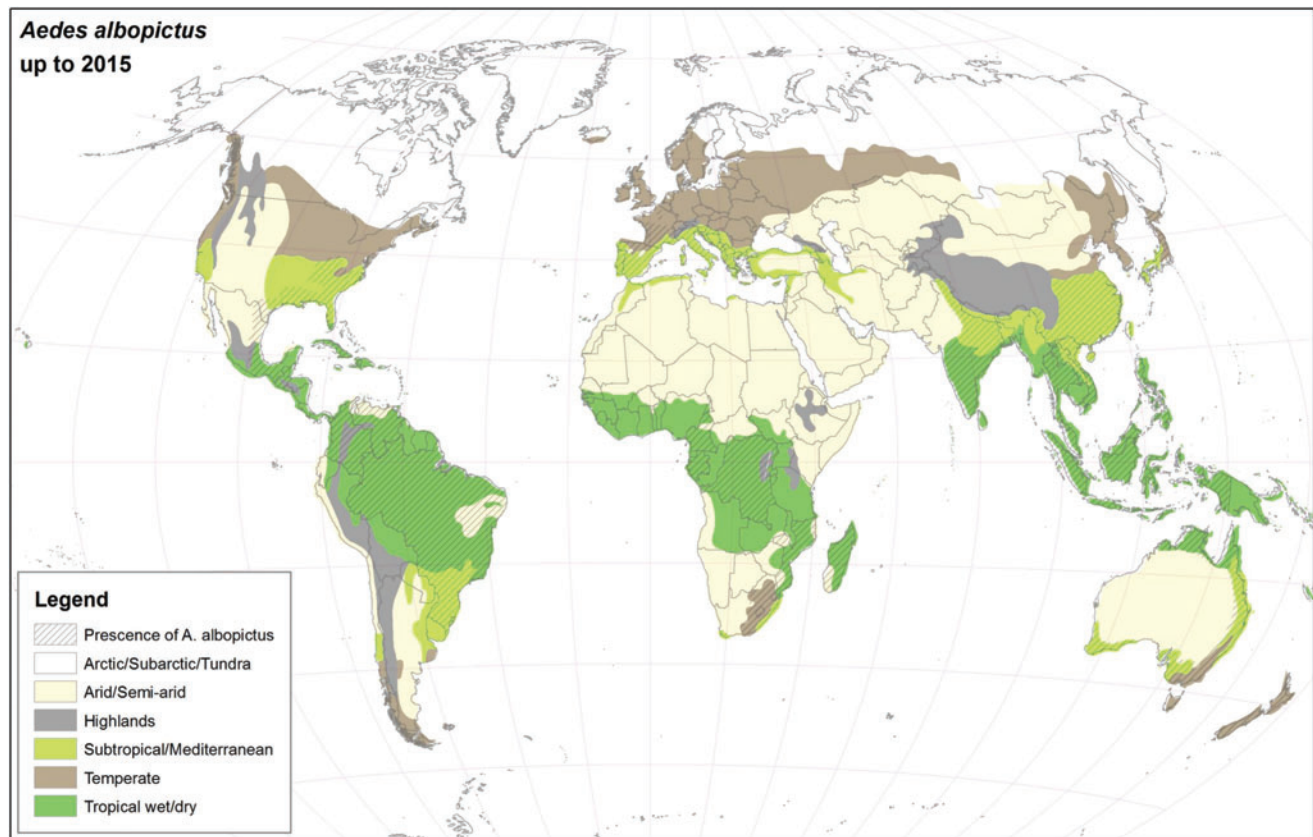 Aedes albopictus
up to 2015
Legend
Prescence of A. albopictus
Arctic/Subarctic/Tundra
Arid/Semi-arid
Highlands
Subtropical/Mediterranean
Temperate
Tropical wet/dry